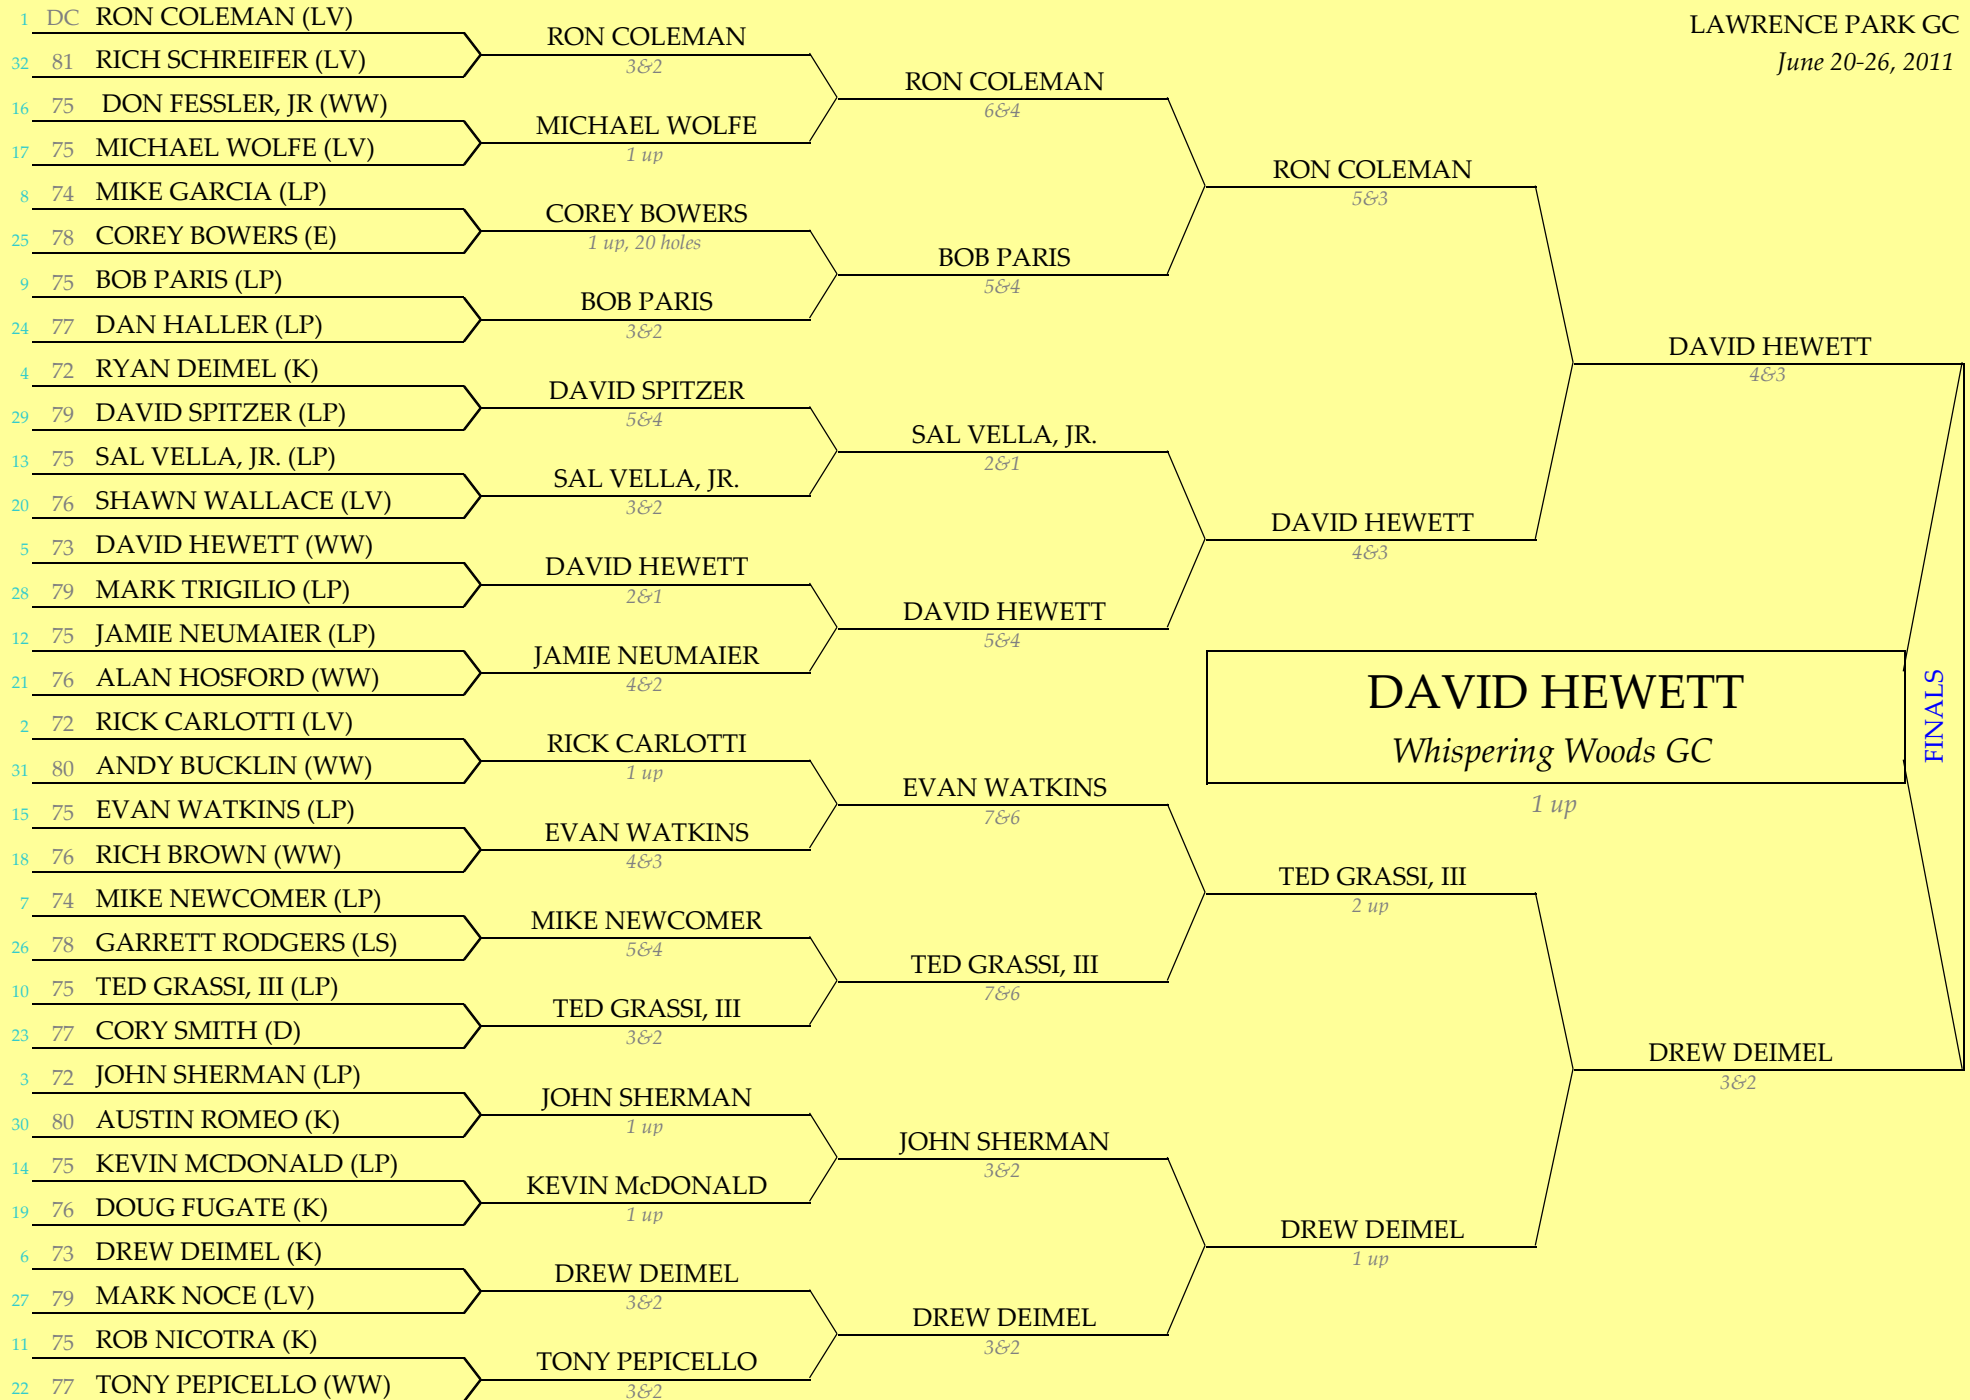 LAWRENCE PARK GC
June 20-26, 2011
1 DC RON COLEMAN (LV)
32 81 RICH SCHREIFER (LV)
16 75 DON FESSLER, JR (WW)
17 75 MICHAEL WOLFE (LV)
8 74 MIKE GARCIA (LP)
25 78 COREY BOWERS (E)
9 75 BOB PARIS (LP)
24 77 DAN HALLER (LP)
4 72 RYAN DEIMEL (K)
29 79 DAVID SPITZER (LP)
13 75 SAL VELLA, JR. (LP)
20 76 SHAWN WALLACE (LV)
5 73 DAVID HEWETT (WW)
28 79 MARK TRIGILIO (LP)
12 75 JAMIE NEUMAIER (LP)
21 76 ALAN HOSFORD (WW)
2 72 RICK CARLOTTI (LV)
31 80 ANDY BUCKLIN (WW)
15 75 EVAN WATKINS (LP)
18 76 RICH BROWN (WW)
7 74 MIKE NEWCOMER (LP)
26 78 GARRETT RODGERS (LS)
10 75 TED GRASSI, III (LP)
23 77 CORY SMITH (D)
3 72 JOHN SHERMAN (LP)
30 80 AUSTIN ROMEO (K)
14 75 KEVIN MCDONALD (LP)
19 76 DOUG FUGATE (K)
6 73 DREW DEIMEL (K)
27 79 MARK NOCE (LV)
11 75 ROB NICOTRA (K)
22 77 TONY PEPICELLO (WW)
RON COLEMAN
3&2
MICHAEL WOLFE
1 up
COREY BOWERS
1 up, 20 holes
BOB PARIS
3&2
DAVID SPITZER
5&4
SAL VELLA, JR.
3&2
DAVID HEWETT
2&1
JAMIE NEUMAIER
4&2
RICK CARLOTTI
1 up
EVAN WATKINS
4&3
MIKE NEWCOMER
5&4
TED GRASSI, III
3&2
JOHN SHERMAN
1 up
KEVIN McDONALD
1 up
DREW DEIMEL
3&2
TONY PEPICELLO
3&2
RON COLEMAN
6&4
BOB PARIS
5&4
SAL VELLA, JR.
2&1
DAVID HEWETT
5&4
EVAN WATKINS
7&6
TED GRASSI, III
7&6
JOHN SHERMAN
3&2
DREW DEIMEL
3&2
RON COLEMAN
5&3
DAVID HEWETT
4&3
TED GRASSI, III
2 up
DREW DEIMEL
1 up
DAVID HEWETT
4&3
DREW DEIMEL
3&2
FINALS
DAVID HEWETT
Whispering Woods GC
1 up